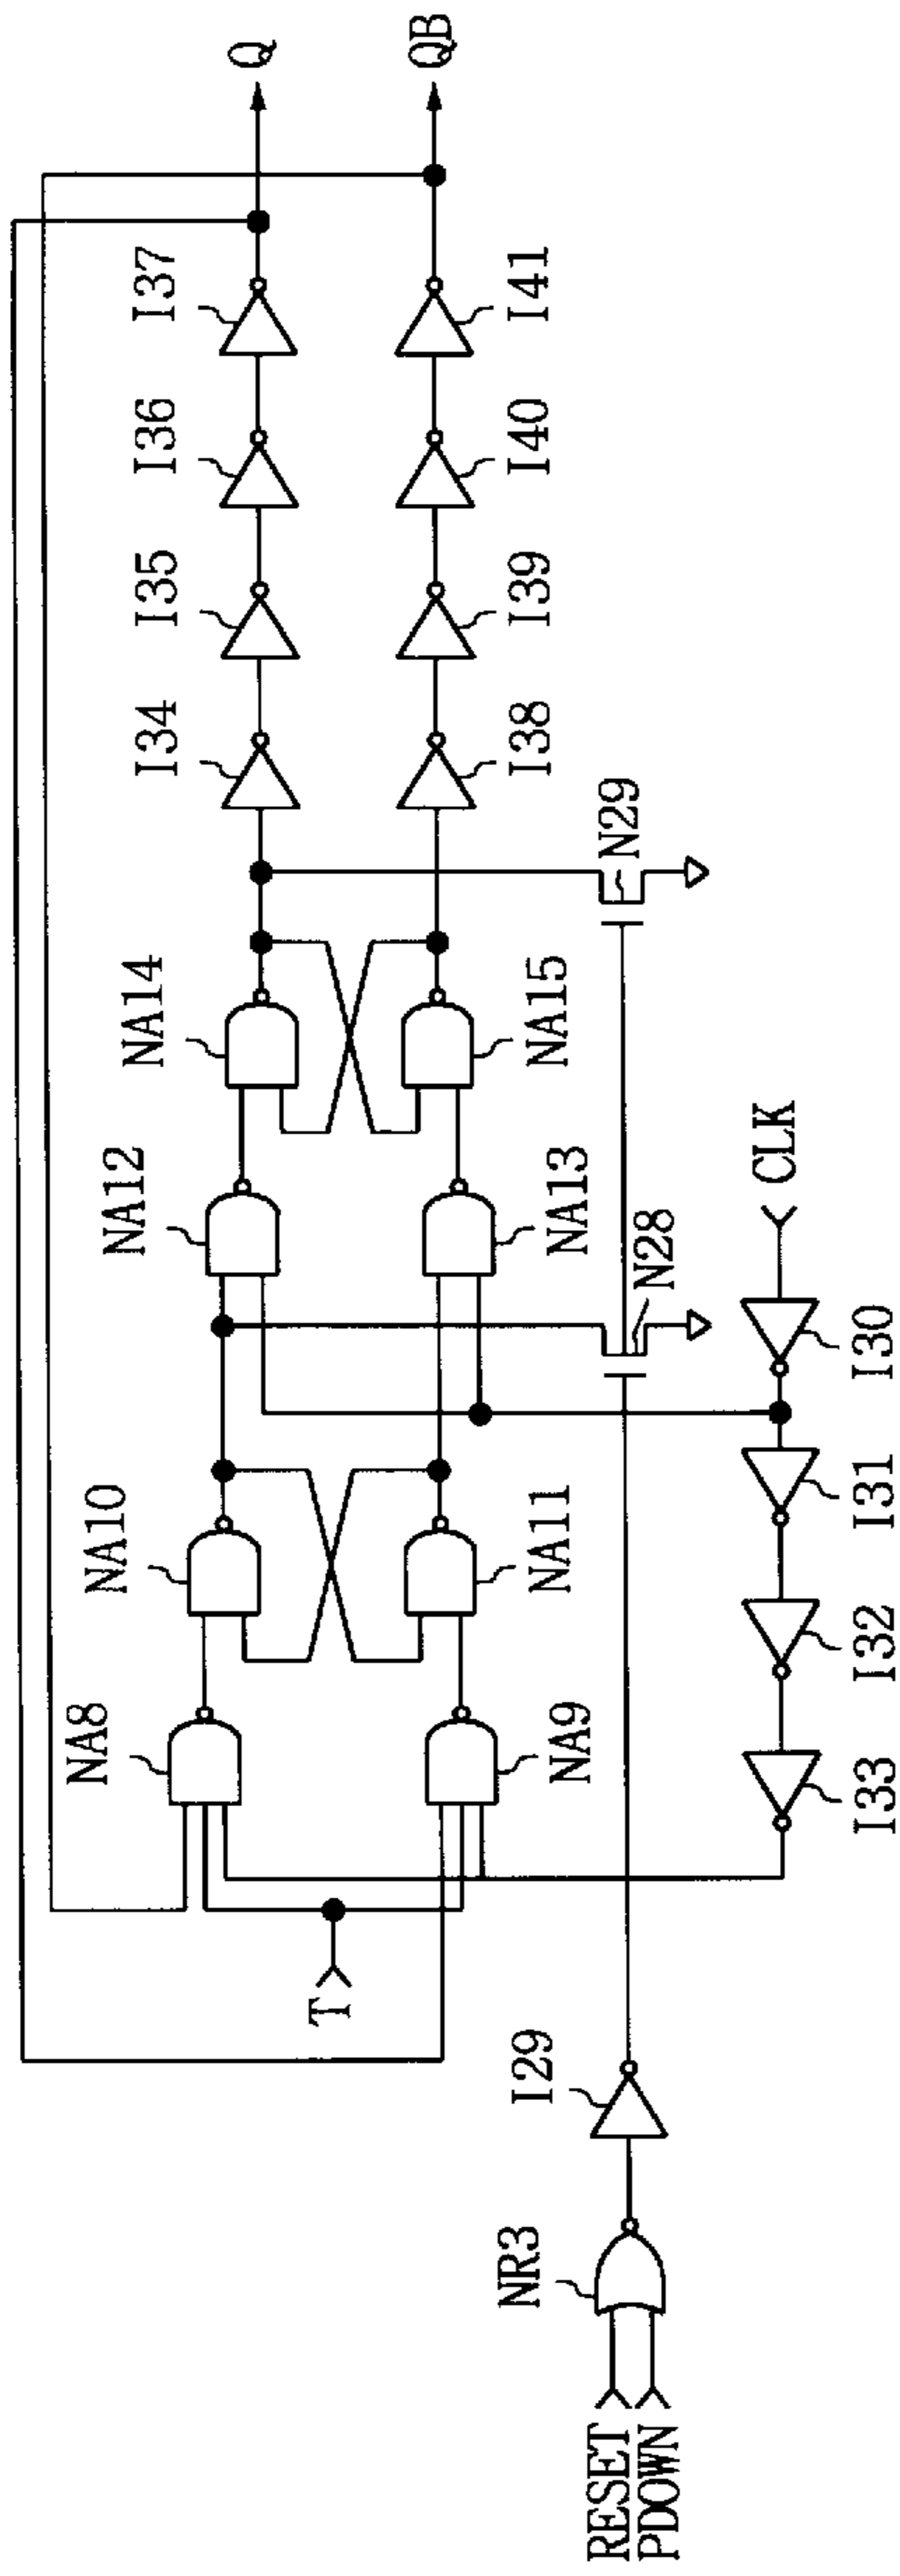 Q
QB
I37
I36
I35
I34
I41
I40
I39
I38
N29
NA14
NA15
NA12
NA13
CLK
N28
I30
NA10
NA11
I31
I32
NA8
NA9
I33
T
I29
NR3
RESET
PDOWN